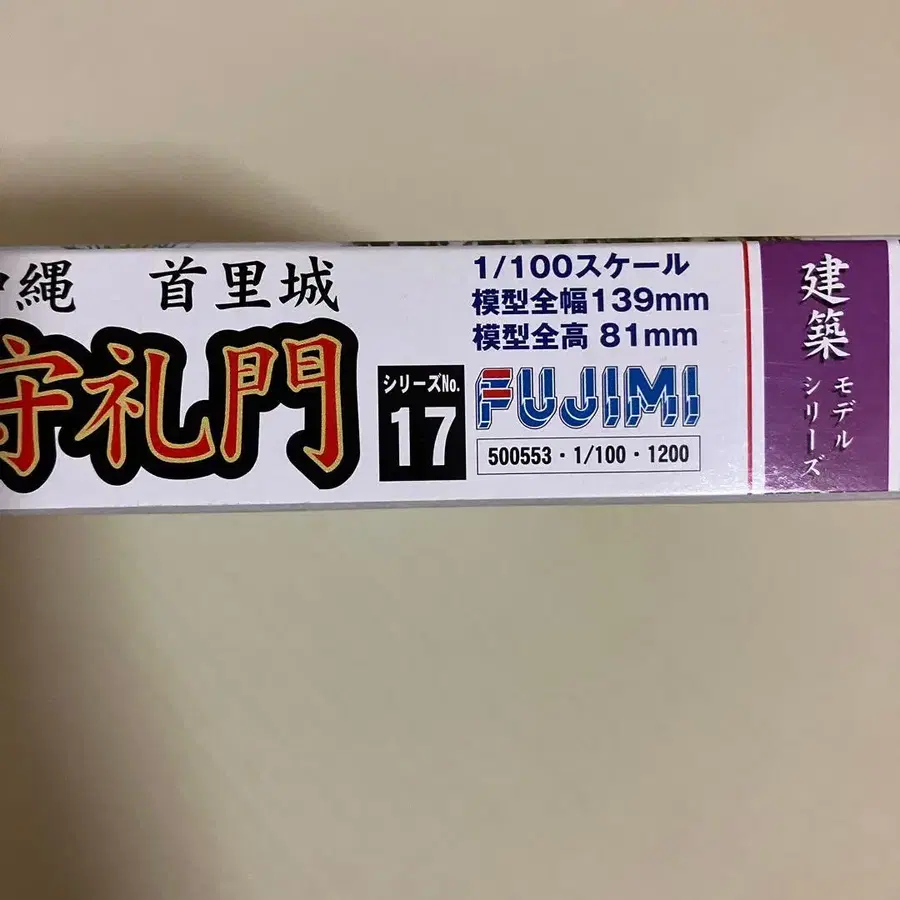 縄 首里城
守礼門
シリーズNo.
17
1/100スケール
模型全幅139mm
模型全高 81mm
FUJIMI
500553・1/100・1200
建築
モデル
シリーズ